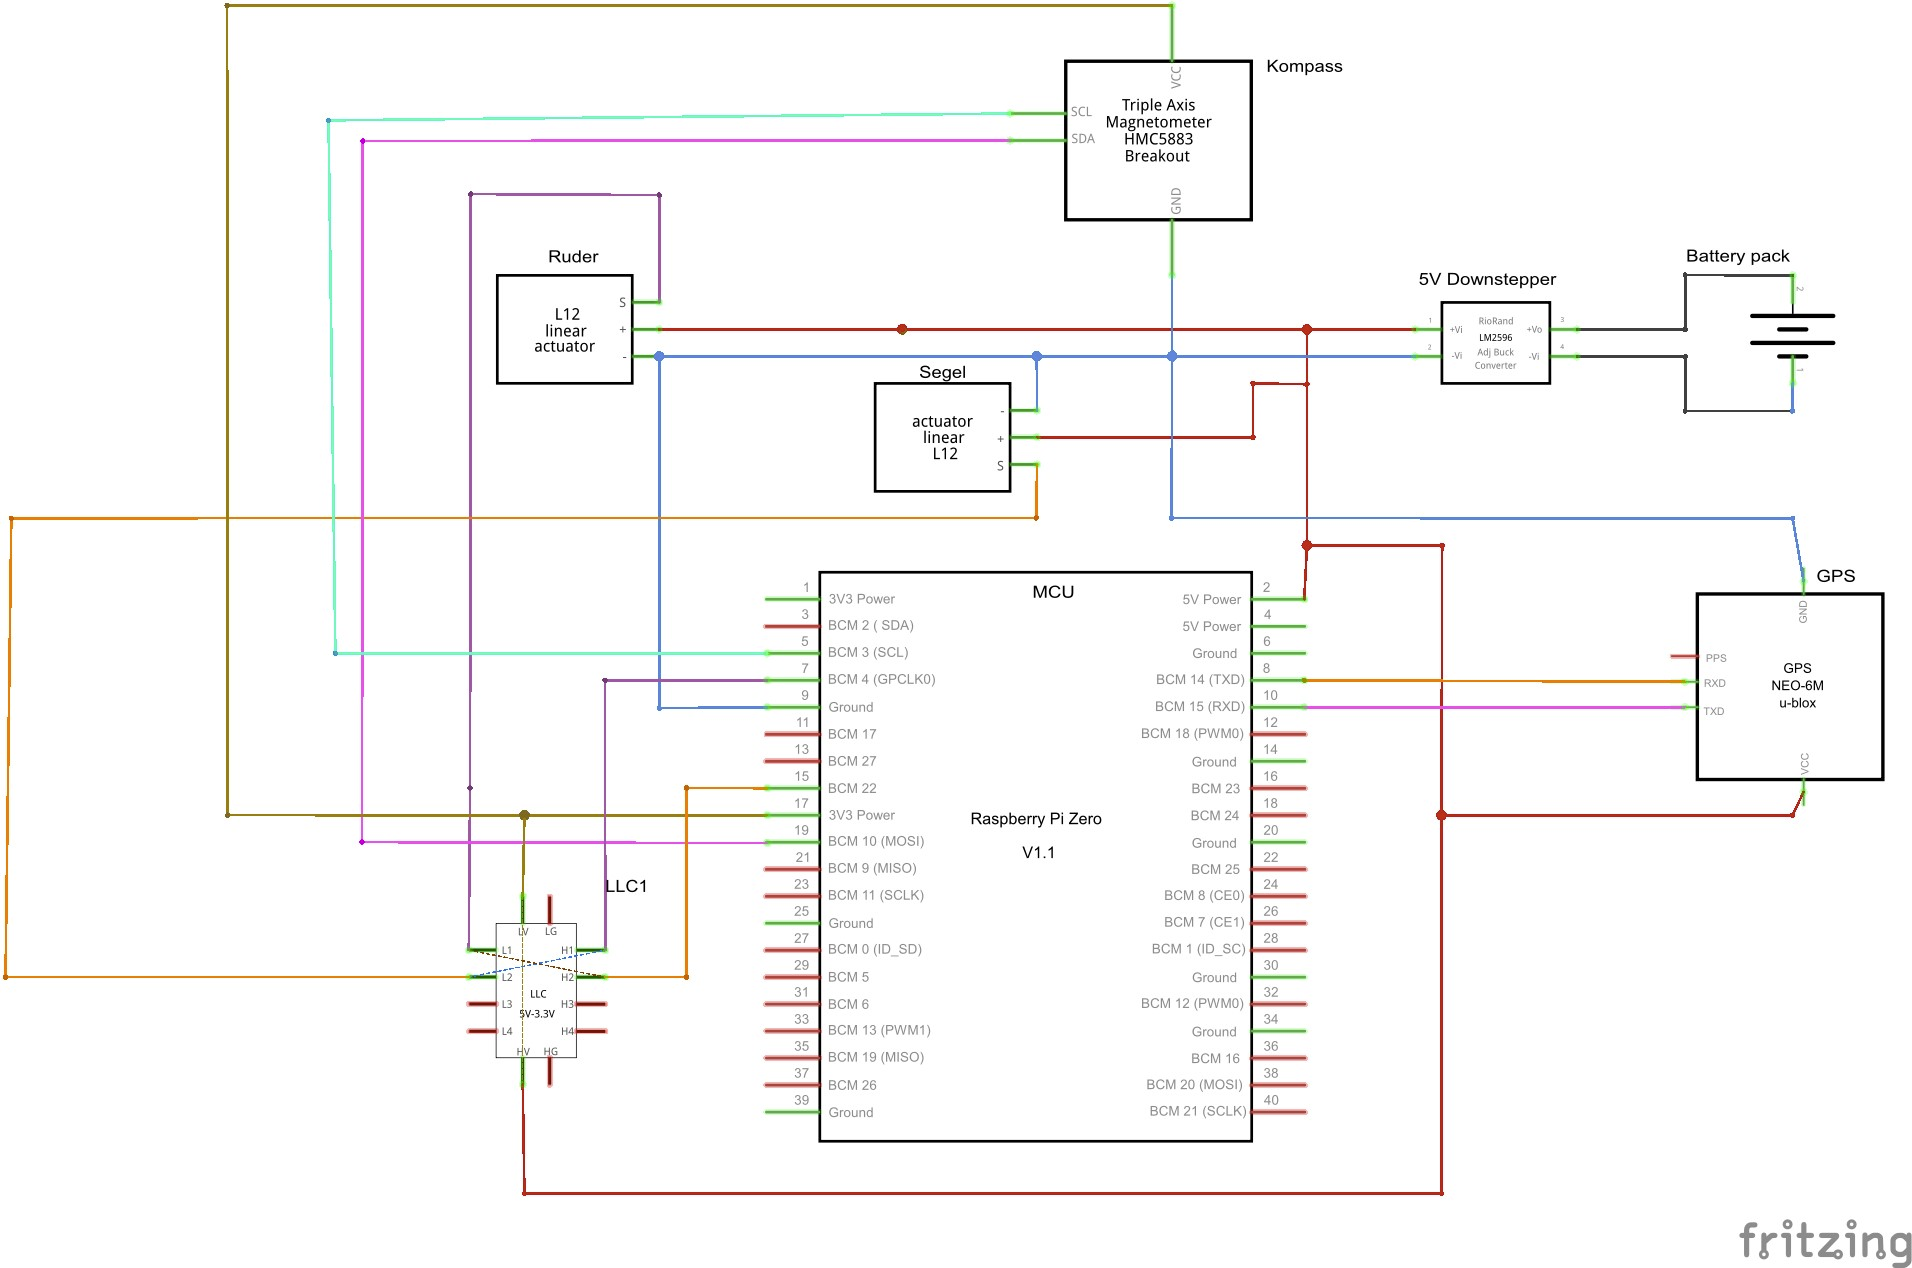 Kompass
VCC
SCL
SDA
Triple Axis
Magnetometer
HMC5883
Breakout
GND
Ruder
L12
linear
actuator
S
+
-
Segel
actuator
linear
L12
-
+
S
5V Downstepper
1
2
+Vi
-Vi
RioRand
LM2596
Adj Buck
Converter
+Vo
-Vi
3
4
Battery pack
2
1
MCU
Raspberry Pi Zero
V1.1
1
3V3 Power
3
BCM 2 ( SDA)
5
BCM 3 (SCL)
7
BCM 4 (GPCLK0)
9
Ground
11
BCM 17
13
BCM 27
15
BCM 22
17
3V3 Power
19
BCM 10 (MOSI)
21
BCM 9 (MISO)
23
BCM 11 (SCLK)
25
Ground
27
BCM 0 (ID_SD)
29
BCM 5
31
BCM 6
33
BCM 13 (PWM1)
35
BCM 19 (MISO)
37
BCM 26
39
Ground
2
5V Power
4
5V Power
6
Ground
8
BCM 14 (TXD)
10
BCM 15 (RXD)
12
BCM 18 (PWM0)
14
Ground
16
BCM 23
18
BCM 24
20
Ground
22
BCM 25
24
BCM 8 (CE0)
26
BCM 7 (CE1)
28
BCM 1 (ID_SC)
30
Ground
32
BCM 12 (PWM0)
34
Ground
36
BCM 16
38
BCM 20 (MOSI)
40
BCM 21 (SCLK)
GPS
GND
PPS
RXD
TXD
GPS
NEO-6M
u-blox
VCC
LLC1
LV
LG
L1
L2
L3
L4
LLC
5V-3.3V
H1
H2
H3
H4
HV
HG
fritzing